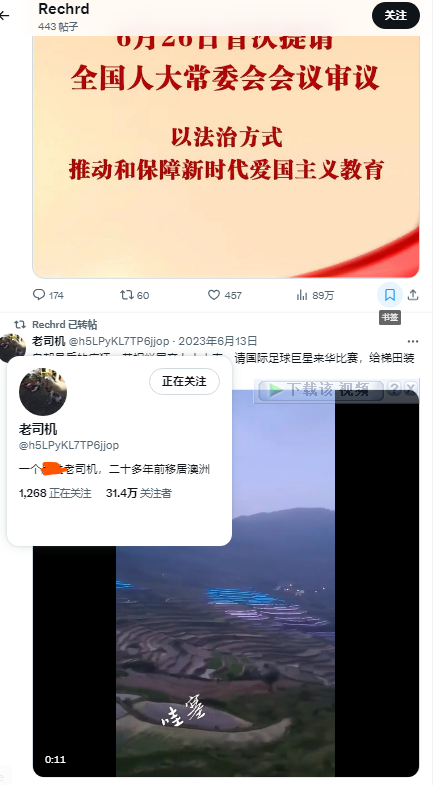 Rechrd
443 帖子
关注
6月26日首次提请
全国人大常委会会议审议
以法治方式
推动和保障新时代爱国主义教育
174
60
457
89万
书签
Rechrd 已转帖
老司机 @h5LPyKL7TP6jjop · 2023年6月13日
请国际足球巨星来华比赛，给梯田装
正在关注
下载该 视频
老司机
@h5LPyKL7TP6jjop
一个老司机，二十多年前移居澳洲
1,268 正在关注 31.4万 关注者
哇塞
0:11